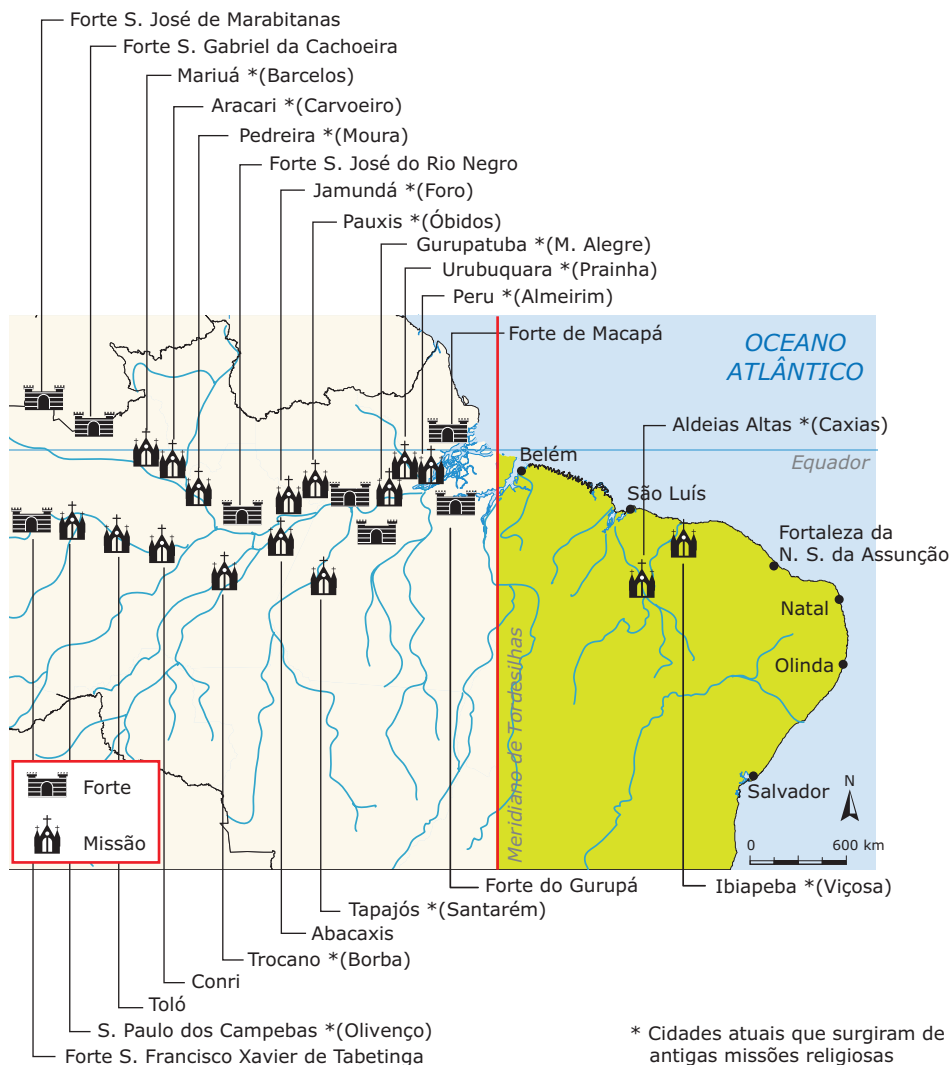 Forte S. José de Marabitanas
Forte S. Gabriel da Cachoeira
Mariuá *(Barcelos)
Aracari *(Carvoeiro)
Pedreira *(Moura)
Forte S. José do Rio Negro
Jamundá *(Foro)
Pauxis *(Óbidos)
Gurupatuba *(M. Alegre)
Urubuquara *(Prainha)
Peru *(Almeirim)
Forte de Macapá
OCEANO
ATLÂNTICO
Aldeias Altas *(Caxias)
Equador
Belém
São Luís
Fortaleza da
N. S. da Assunção
Natal
Olinda
Meridiano de Tordesilhas
Salvador
N
0 600 km
Forte
Missão
Forte do Gurupá
Ibiapeba *(Viçosa)
Tapajós *(Santarém)
Abacaxis
Trocano *(Borba)
Conri
Toló
S. Paulo dos Campebas *(Olivenço)
Forte S. Francisco Xavier de Tabetinga
* Cidades atuais que surgiram de
antigas missões religiosas